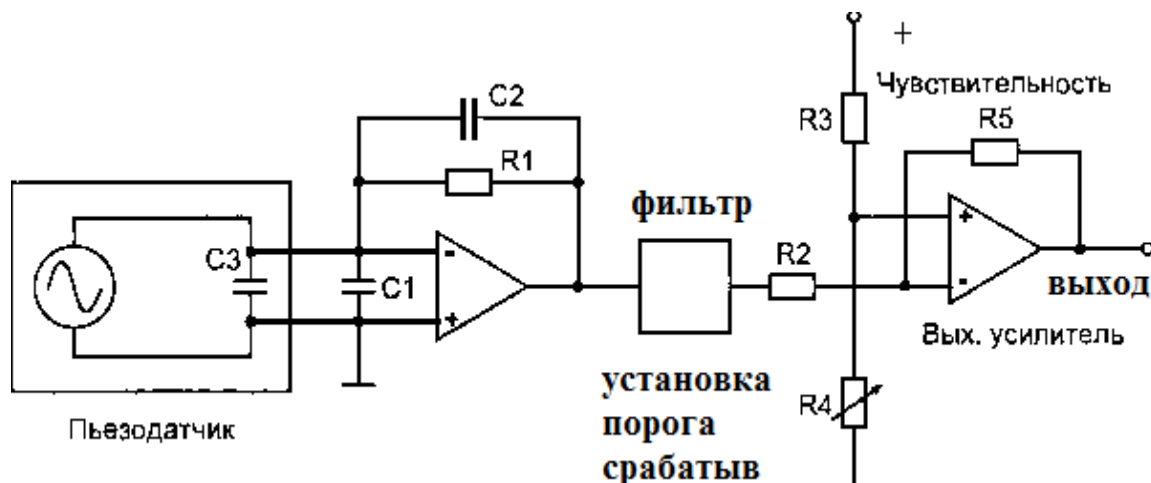 +
C2
Чувствительность
R3
R5
R1
фильтр
C3
-
+
C1
R2
+
-
выход
Вых. усилитель
установка
порога
срабатыв
R4
Пьезодатчик